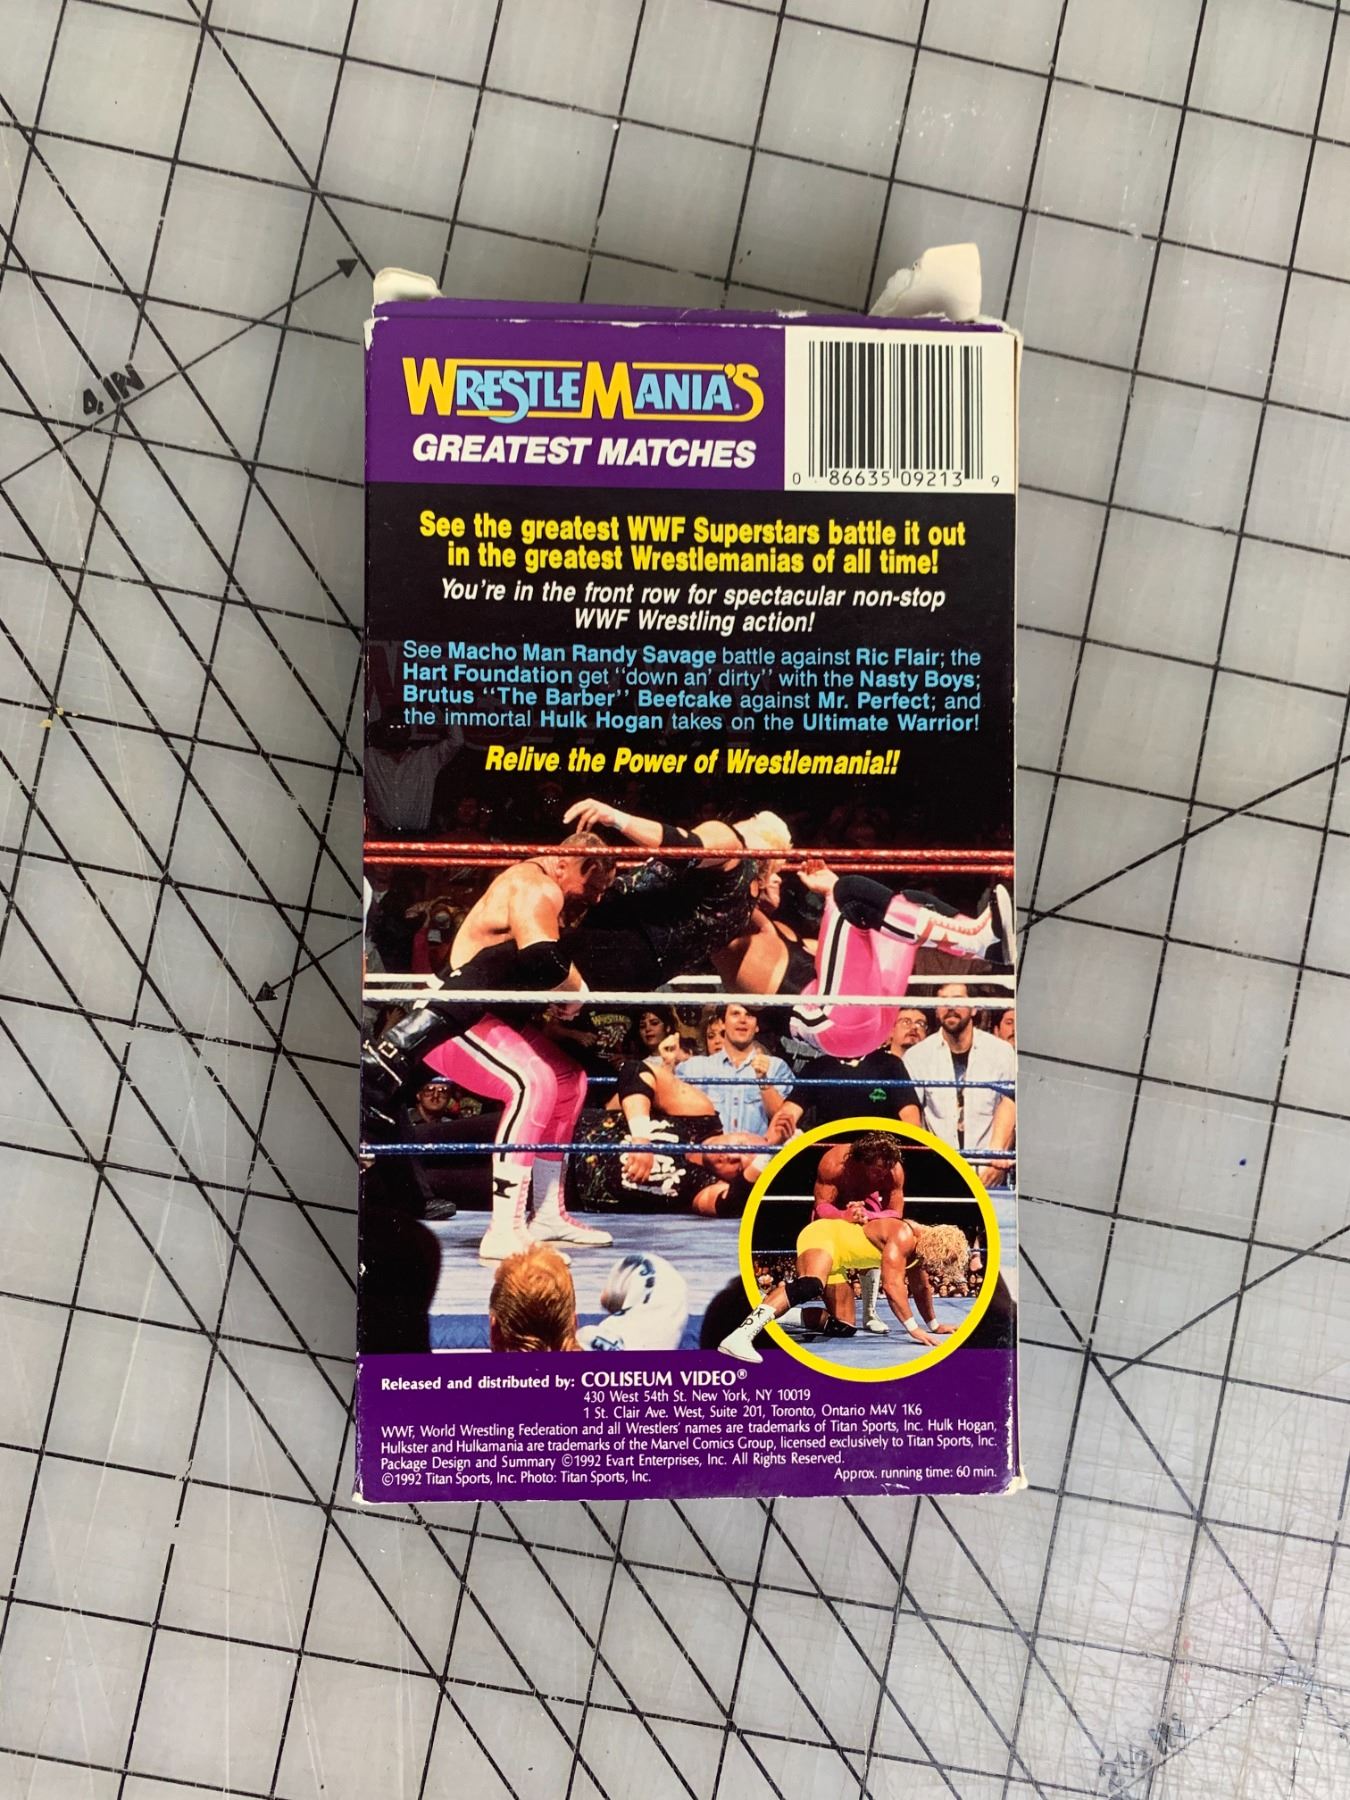 4 IN
WRESTLEMANIA'S
GREATEST MATCHES
0 86635 09213 9
See the greatest WWF Superstars battle it out
in the greatest Wrestlemanias of all time!
You're in the front row for spectacular non-stop
WWF Wrestling action!
See Macho Man Randy Savage battle against Ric Flair; the
Hart Foundation get ''down an' dirty'' with the Nasty Boys;
Brutus ''The Barber'' Beefcake against Mr. Perfect; and
the immortal Hulk Hogan takes on the Ultimate Warrior!
Relive the Power of Wrestlemania!!
Released and distributed by: COLISEUM VIDEO®
430 West 54th St. New York, NY 10019
1 St. Clair Ave. West, Suite 201, Toronto, Ontario M4V 1K6
WWF, World Wrestling Federation and all Wrestlers' names are trademarks of Titan Sports, Inc. Hulk Hogan,
Hulkster and Hulkamania are trademarks of the Marvel Comics Group, licensed exclusively to Titan Sports, Inc.
Package Design and Summary ©1992 Evart Enterprises, Inc. All Rights Reserved.
©1992 Titan Sports, Inc. Photo: Titan Sports, Inc.
Approx. running time: 60 min.